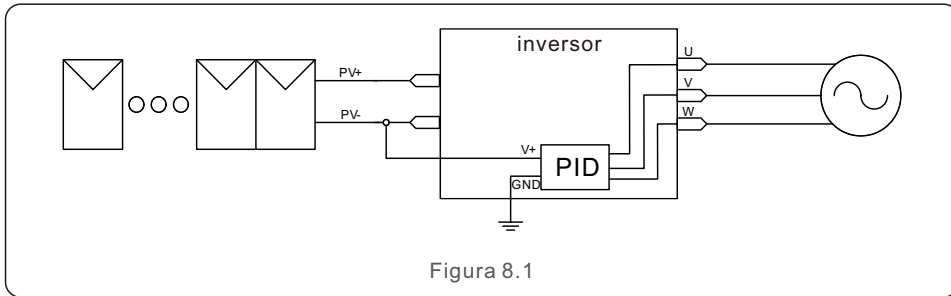 inversor
U
PV+
V
PV-
W
V+
PID
GND
Figura 8.1